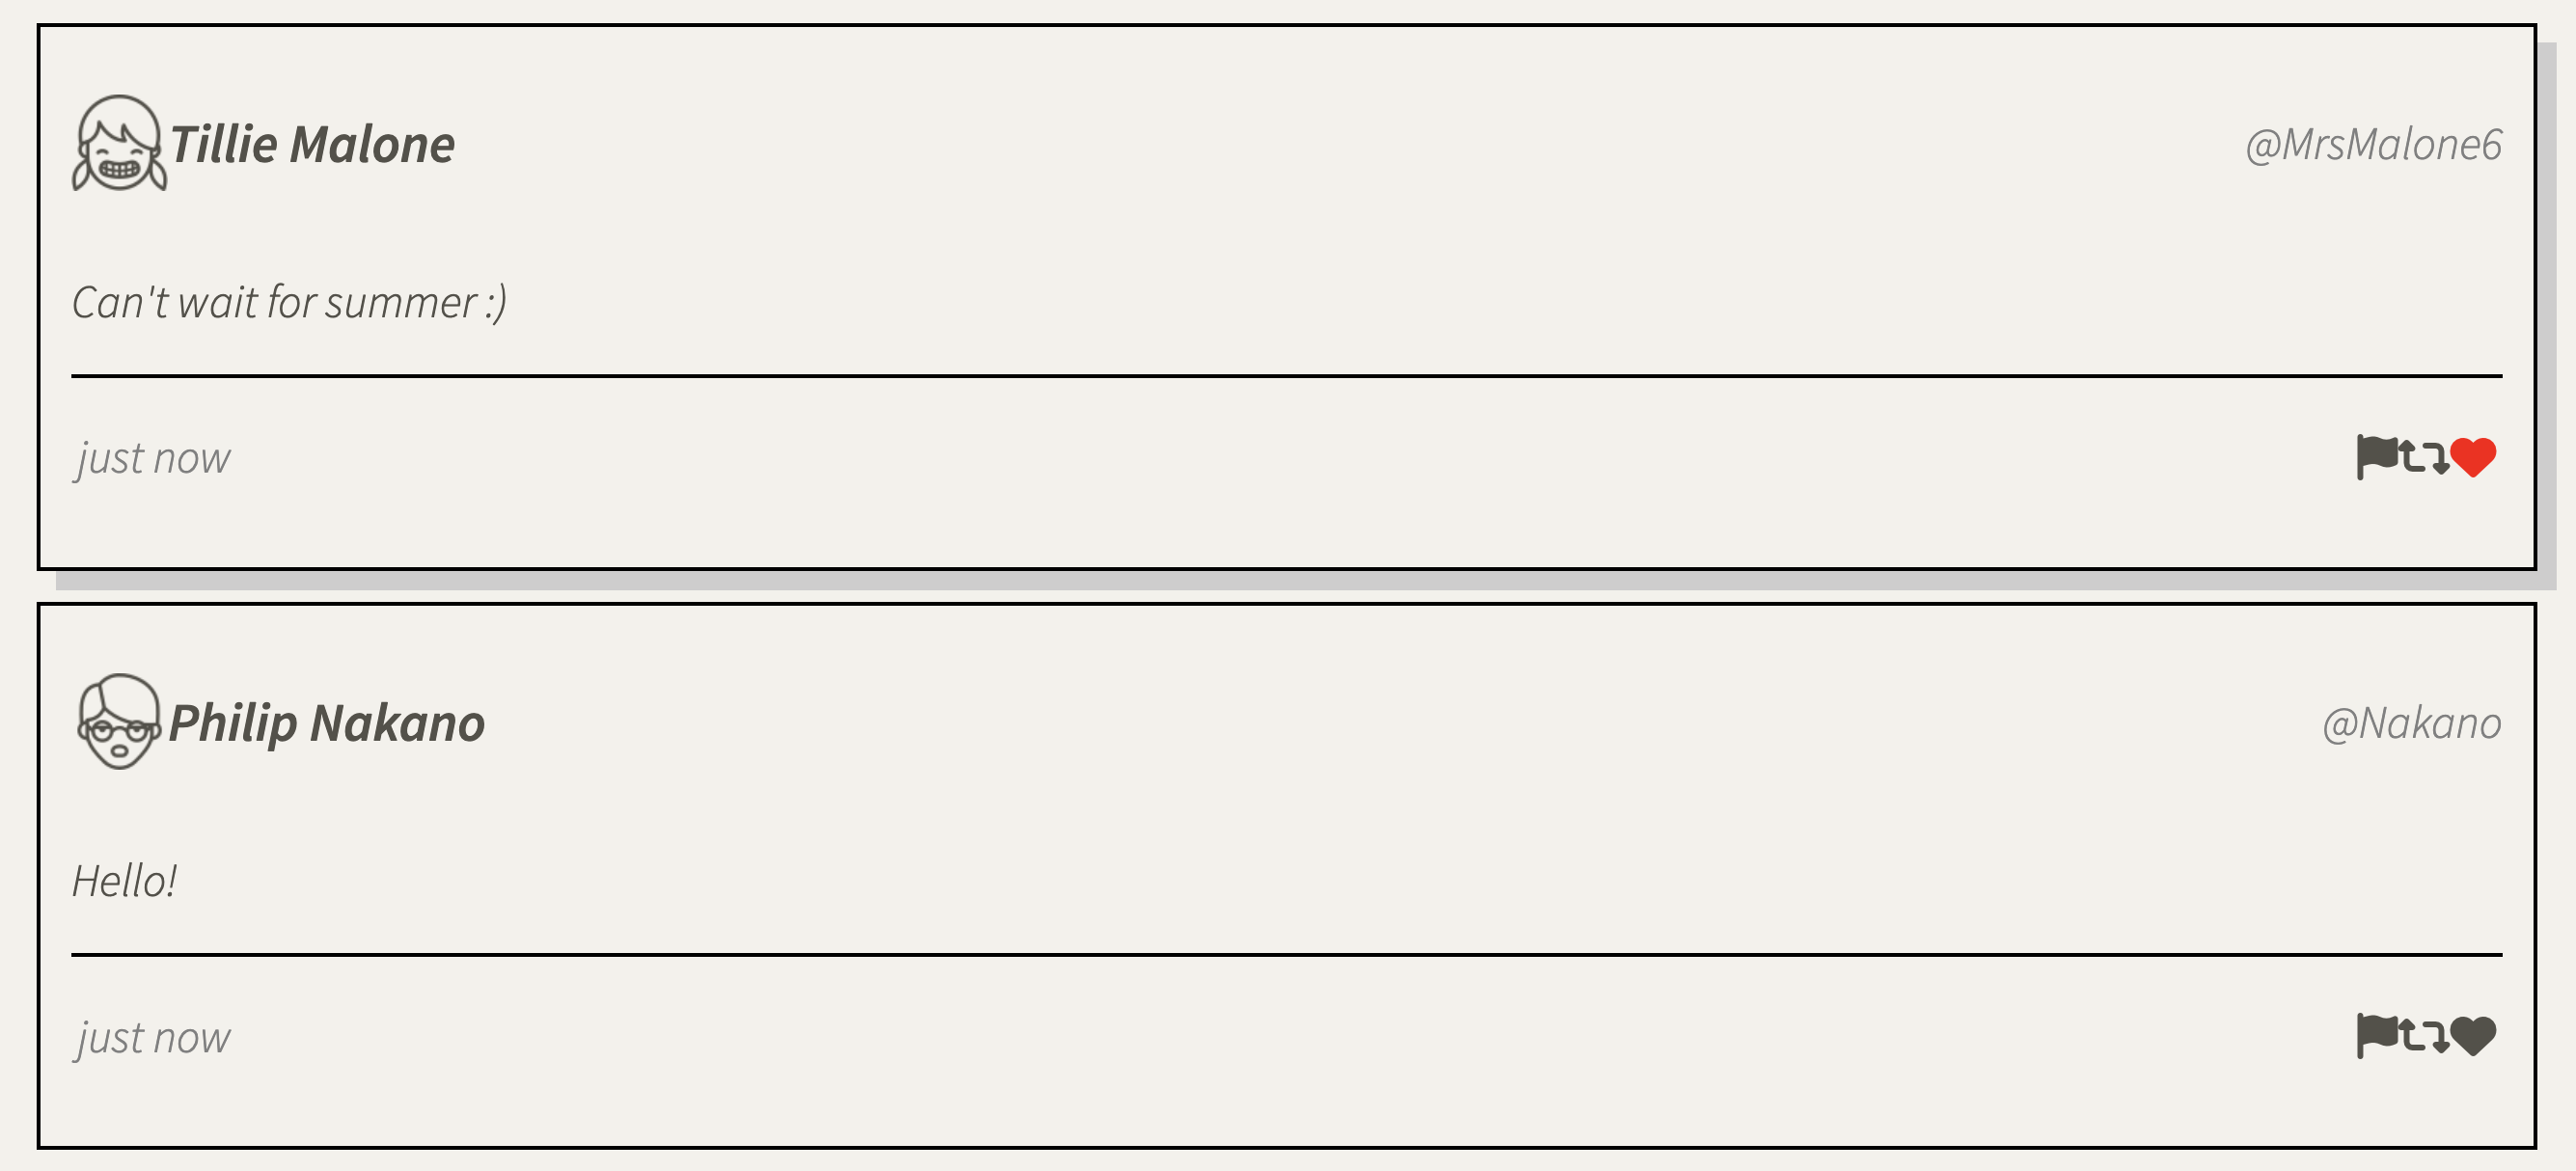 Tillie Malone
@MrsMalone6
Can't wait for summer :)
just now
Philip Nakano
@Nakano
Hello!
just now